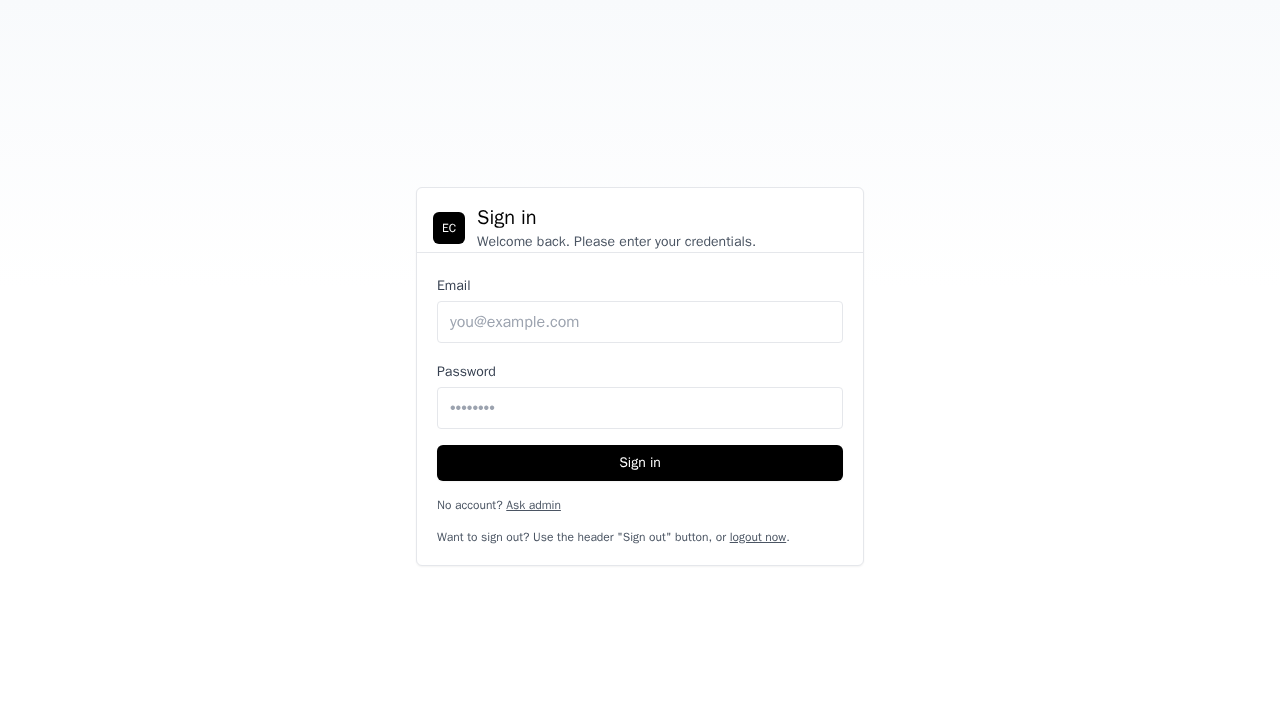 EC
Sign in
Welcome back. Please enter your credentials.
Email
you@example.com
Password
••••••••
Sign in
No account? Ask admin
Want to sign out? Use the header "Sign out" button, or logout now.